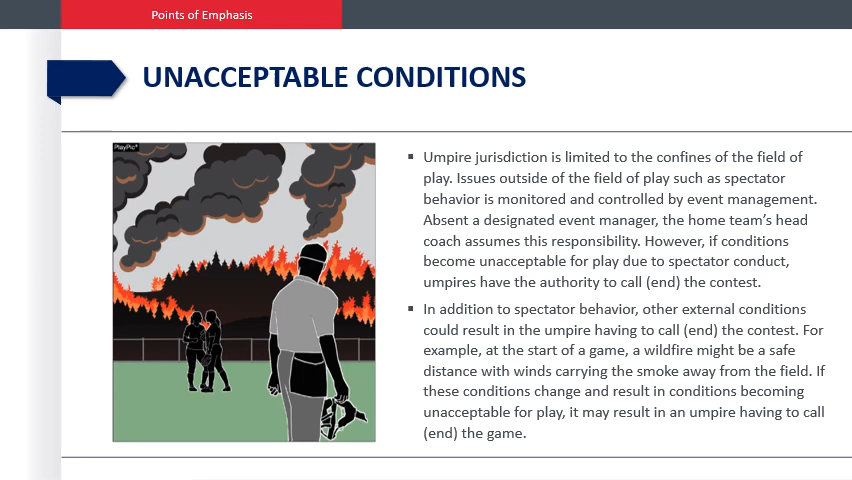 Points of Emphasis
UNACCEPTABLE CONDITIONS
PlayPic®
▪ Umpire jurisdiction is limited to the confines of the field of
play. Issues outside of the field of play such as spectator
behavior is monitored and controlled by event management.
Absent a designated event manager, the home team's head
coach assumes this responsibility. However, if conditions
become unacceptable for play due to spectator conduct,
umpires have the authority to call (end) the contest.
▪ In addition to spectator behavior, other external conditions
could result in the umpire having to call (end) the contest. For
example, at the start of a game, a wildfire might be a safe
distance with winds carrying the smoke away from the field. If
these conditions change and result in conditions becoming
unacceptable for play, it may result in an umpire having to call
(end) the game.